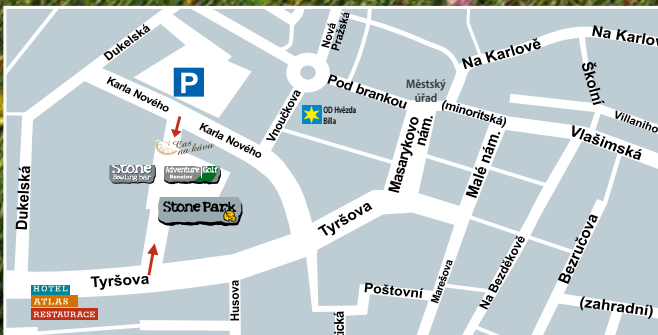 Dukelská
Nová
Pražská
Na Karlově
Na Karlov
P
Karla Nového
Pod brankou
Městský
úřad
Školní
(minoritská)
Villaniho
Vlašimská
OD Hvězda
Billa
Vnoučkova
Karla Nového
Čas
na kávu
Stone
Bowling bar
Adventure Golf
Benešov
Masarykovo
nám.
Malé nám.
Dukelská
Stone Park
Tyršova
Bezručova
Na Bezděkově
Tyršova
Marešova
Poštovní
Husova
HOTEL
ATLAS
RESTAURACE
(zahradní)